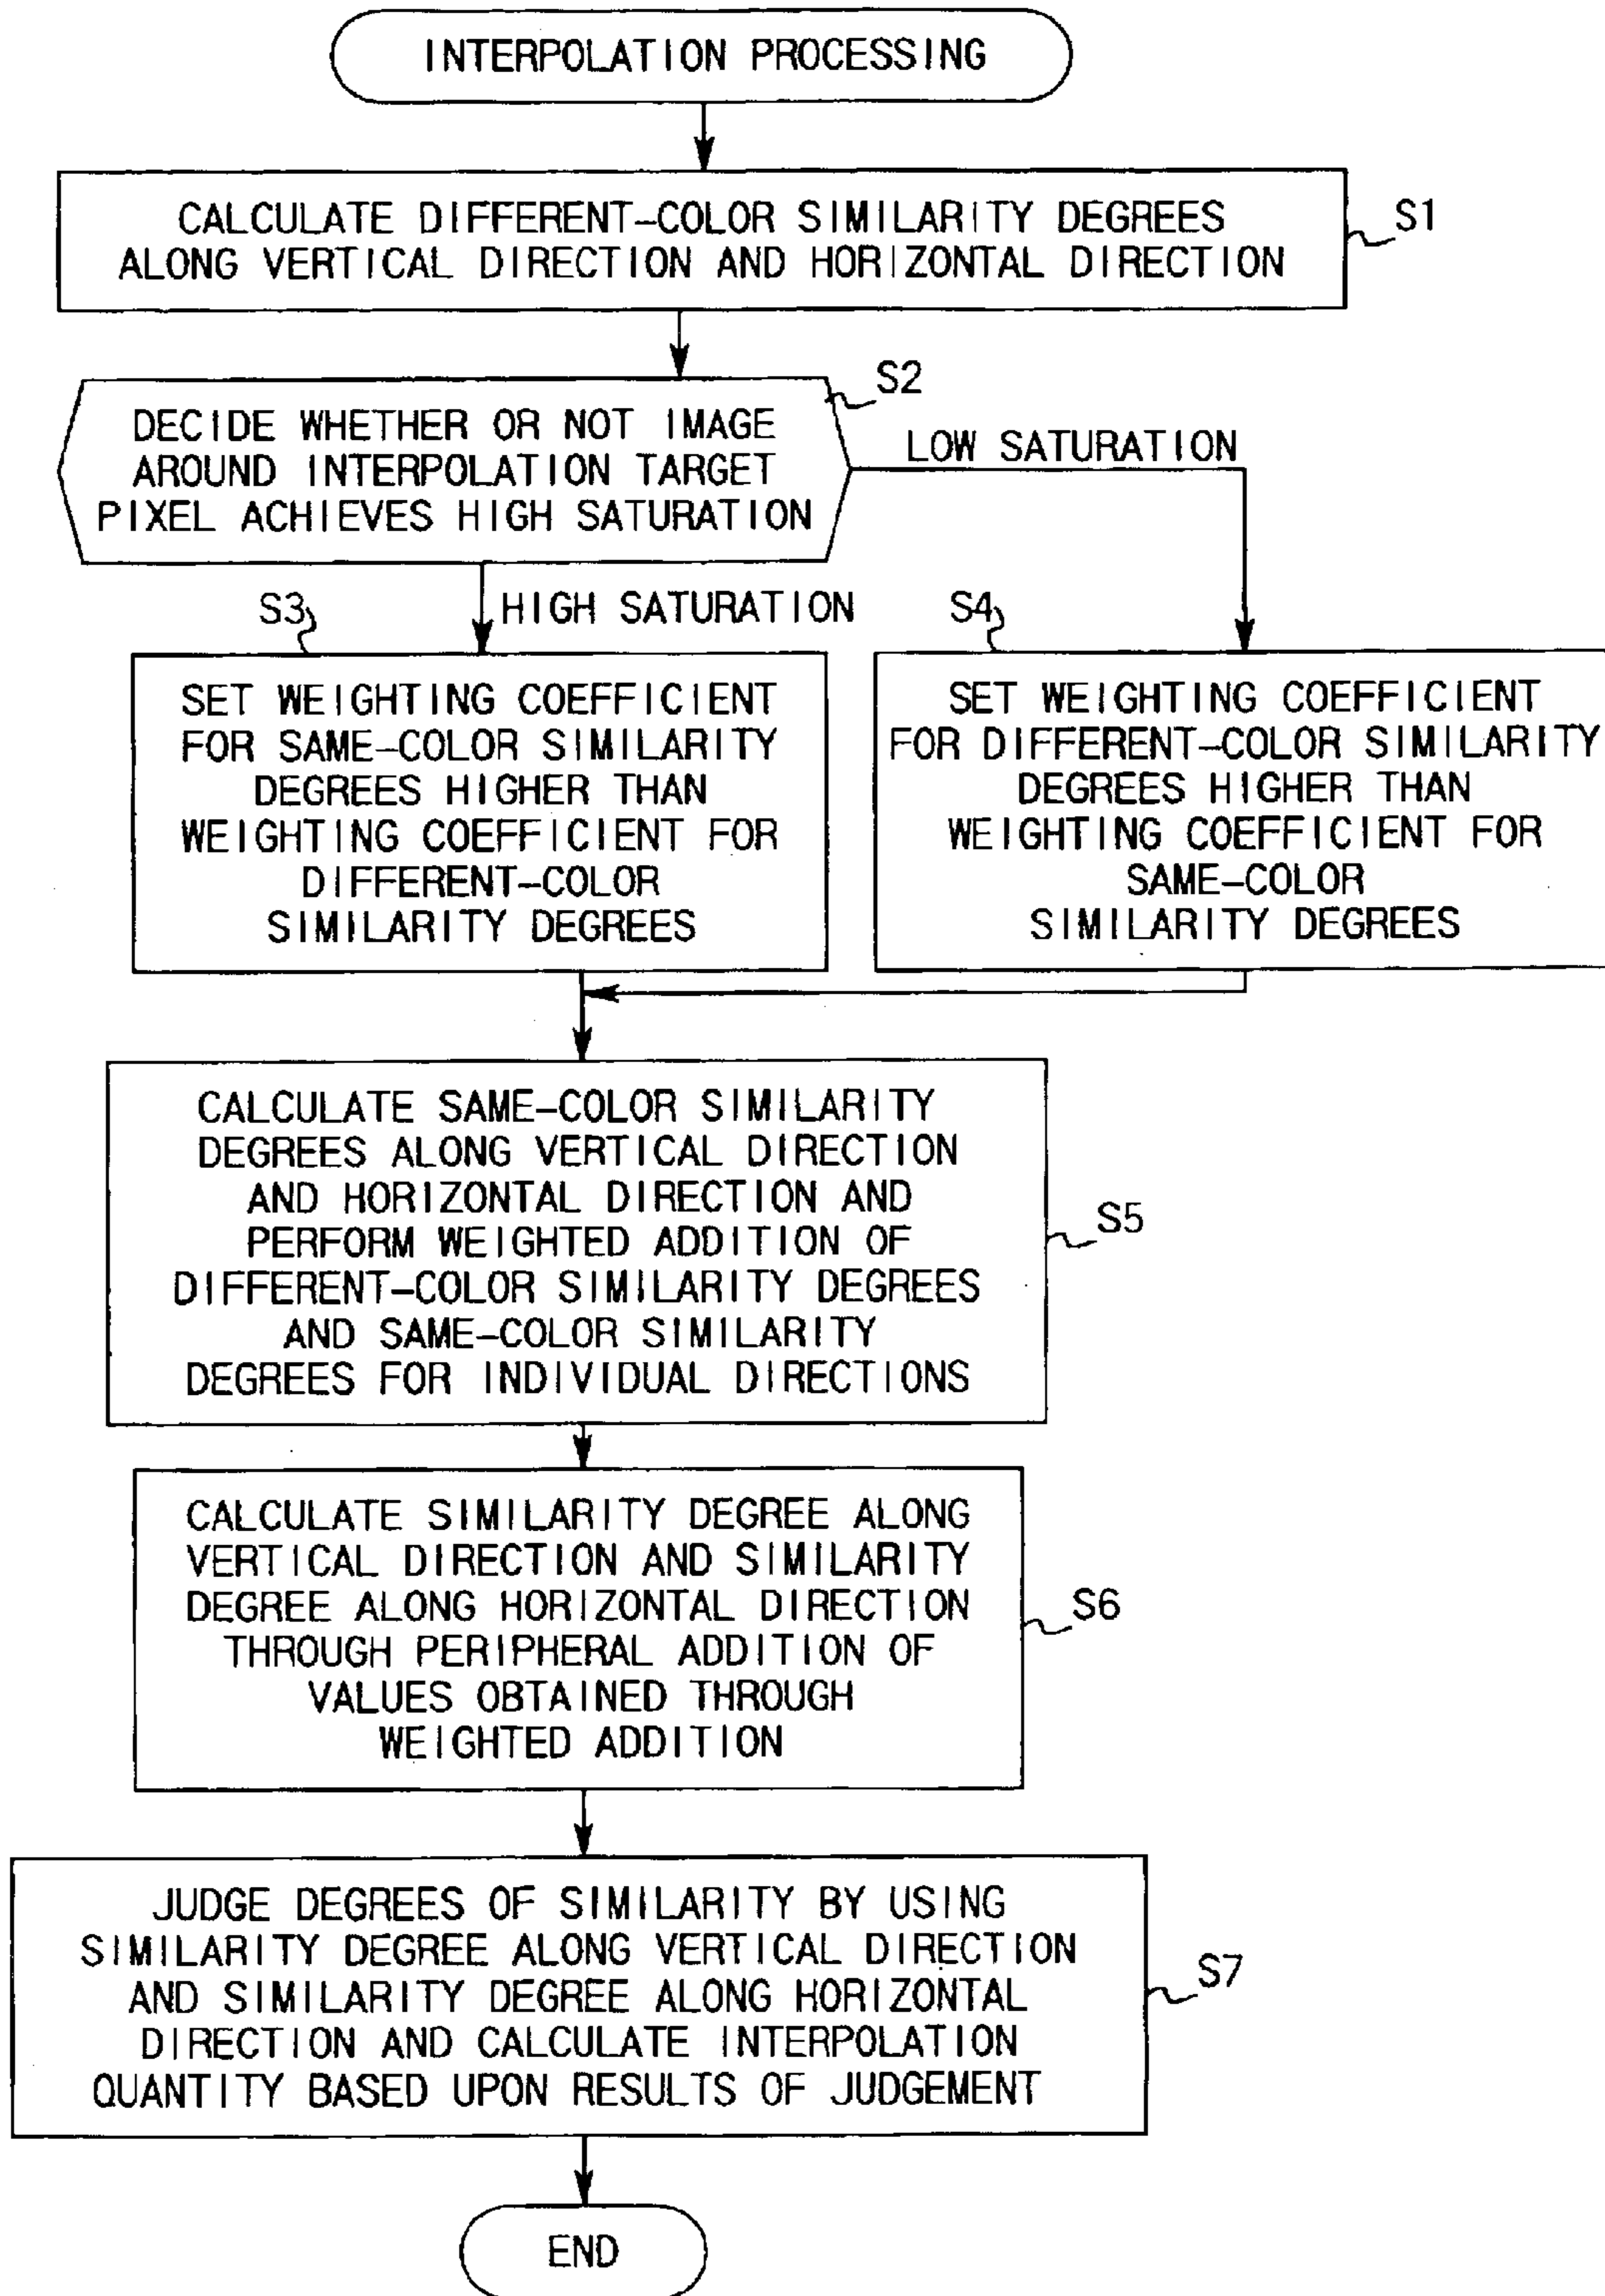 INTERPOLATION PROCESSING
CALCULATE DIFFERENT-COLOR SIMILARITY DEGREES
ALONG VERTICAL DIRECTION AND HORIZONTAL DIRECTION
S1
DECIDE WHETHER OR NOT IMAGE
AROUND INTERPOLATION TARGET
PIXEL ACHIEVES HIGH SATURATION
S2
LOW SATURATION
HIGH SATURATION
S3
SET WEIGHTING COEFFICIENT
FOR SAME-COLOR SIMILARITY
DEGREES HIGHER THAN
WEIGHTING COEFFICIENT FOR
DIFFERENT-COLOR
SIMILARITY DEGREES
S4
SET WEIGHTING COEFFICIENT
FOR DIFFERENT-COLOR SIMILARITY
DEGREES HIGHER THAN
WEIGHTING COEFFICIENT FOR
SAME-COLOR
SIMILARITY DEGREES
CALCULATE SAME-COLOR SIMILARITY
DEGREES ALONG VERTICAL DIRECTION
AND HORIZONTAL DIRECTION AND
PERFORM WEIGHTED ADDITION OF
DIFFERENT-COLOR SIMILARITY DEGREES
AND SAME-COLOR SIMILARITY
DEGREES FOR INDIVIDUAL DIRECTIONS
S5
CALCULATE SIMILARITY DEGREE ALONG
VERTICAL DIRECTION AND SIMILARITY
DEGREE ALONG HORIZONTAL DIRECTION
THROUGH PERIPHERAL ADDITION OF
VALUES OBTAINED THROUGH
WEIGHTED ADDITION
S6
JUDGE DEGREES OF SIMILARITY BY USING
SIMILARITY DEGREE ALONG VERTICAL DIRECTION
AND SIMILARITY DEGREE ALONG HORIZONTAL
DIRECTION AND CALCULATE INTERPOLATION
QUANTITY BASED UPON RESULTS OF JUDGEMENT
S7
END